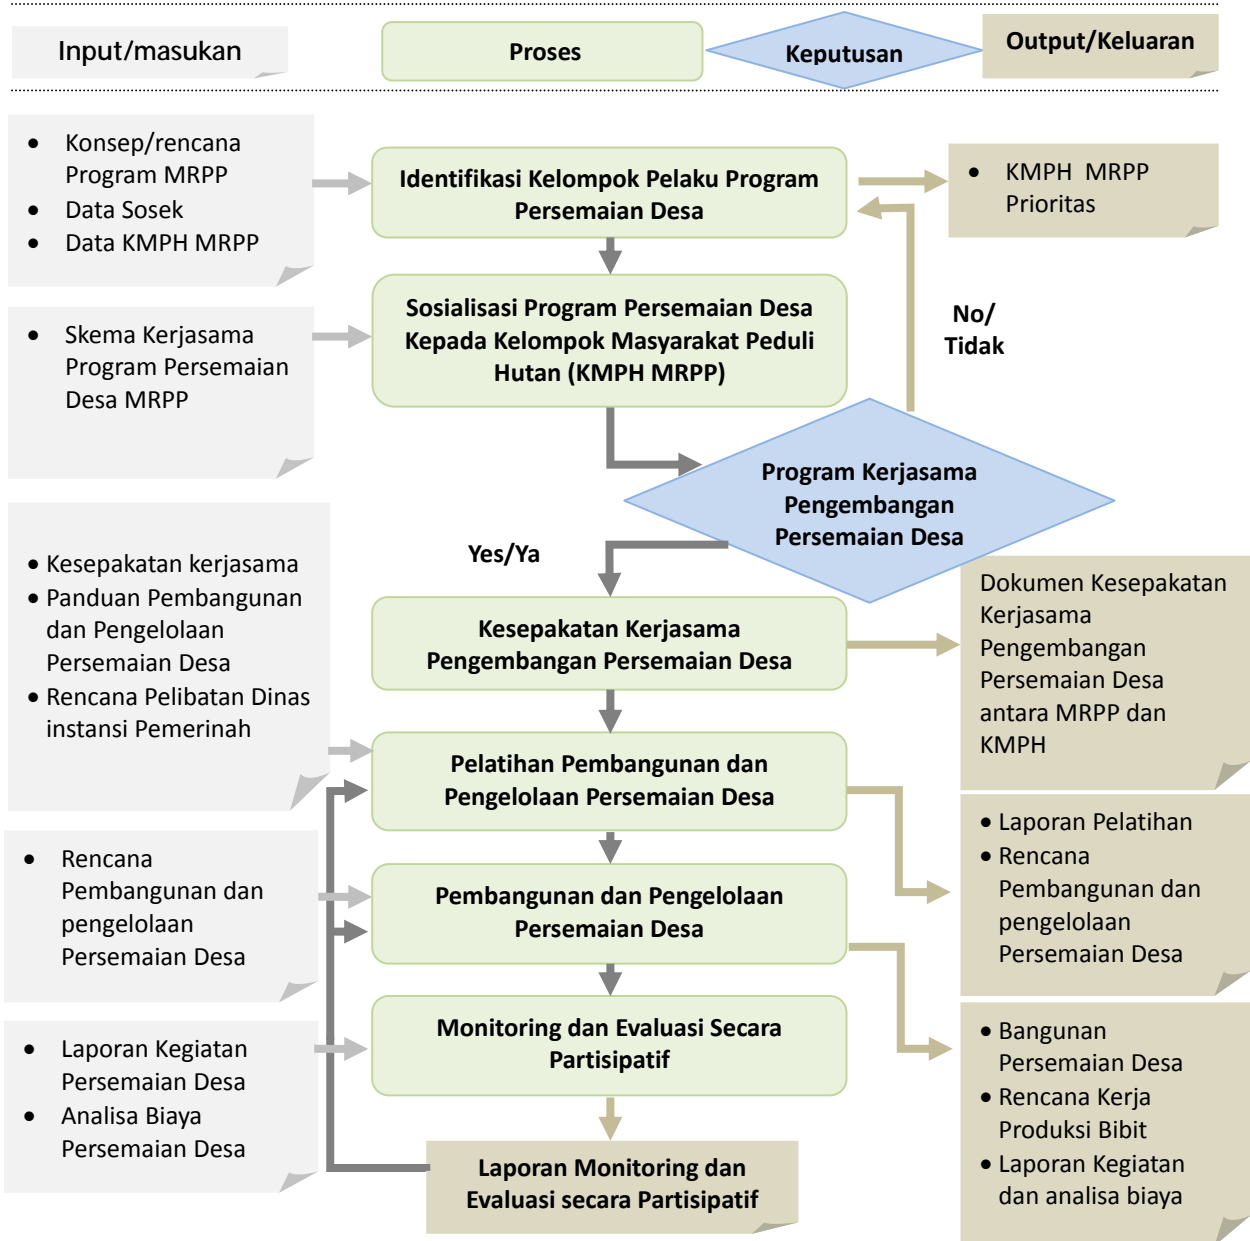 Input/masukan
Proses
Keputusan
Output/Keluaran
• Konsep/rencana
Program MRPP
• Data Sosek
• Data KMPH MRPP
Identifikasi Kelompok Pelaku Program
Persemaian Desa
• KMPH MRPP
Prioritas
• Skema Kerjasama
Program Persemaian
Desa MRPP
Sosialisasi Program Persemaian Desa
Kepada Kelompok Masyarakat Peduli
Hutan (KMPH MRPP)
No/
Tidak
Program Kerjasama
Pengembangan
Persemaian Desa
Yes/Ya
• Kesepakatan kerjasama
• Panduan Pembangunan
dan Pengelolaan
Persemaian Desa
• Rencana Pelibatan Dinas
instansi Pemerinah
Kesepakatan Kerjasama
Pengembangan Persemaian Desa
Dokumen Kesepakatan
Kerjasama
Pengembangan
Persemaian Desa
antara MRPP dan
KMPH
Pelatihan Pembangunan dan
Pengelolaan Persemaian Desa
• Laporan Pelatihan
• Rencana
Pembangunan dan
pengelolaan
Persemaian Desa
• Rencana
Pembangunan dan
pengelolaan
Persemaian Desa
Pembangunan dan Pengelolaan
Persemaian Desa
• Bangunan
Persemaian Desa
• Rencana Kerja
Produksi Bibit
• Laporan Kegiatan
dan analisa biaya
• Laporan Kegiatan
Persemaian Desa
• Analisa Biaya
Persemaian Desa
Monitoring dan Evaluasi Secara
Partisipatif
Laporan Monitoring dan
Evaluasi secara Partisipatif